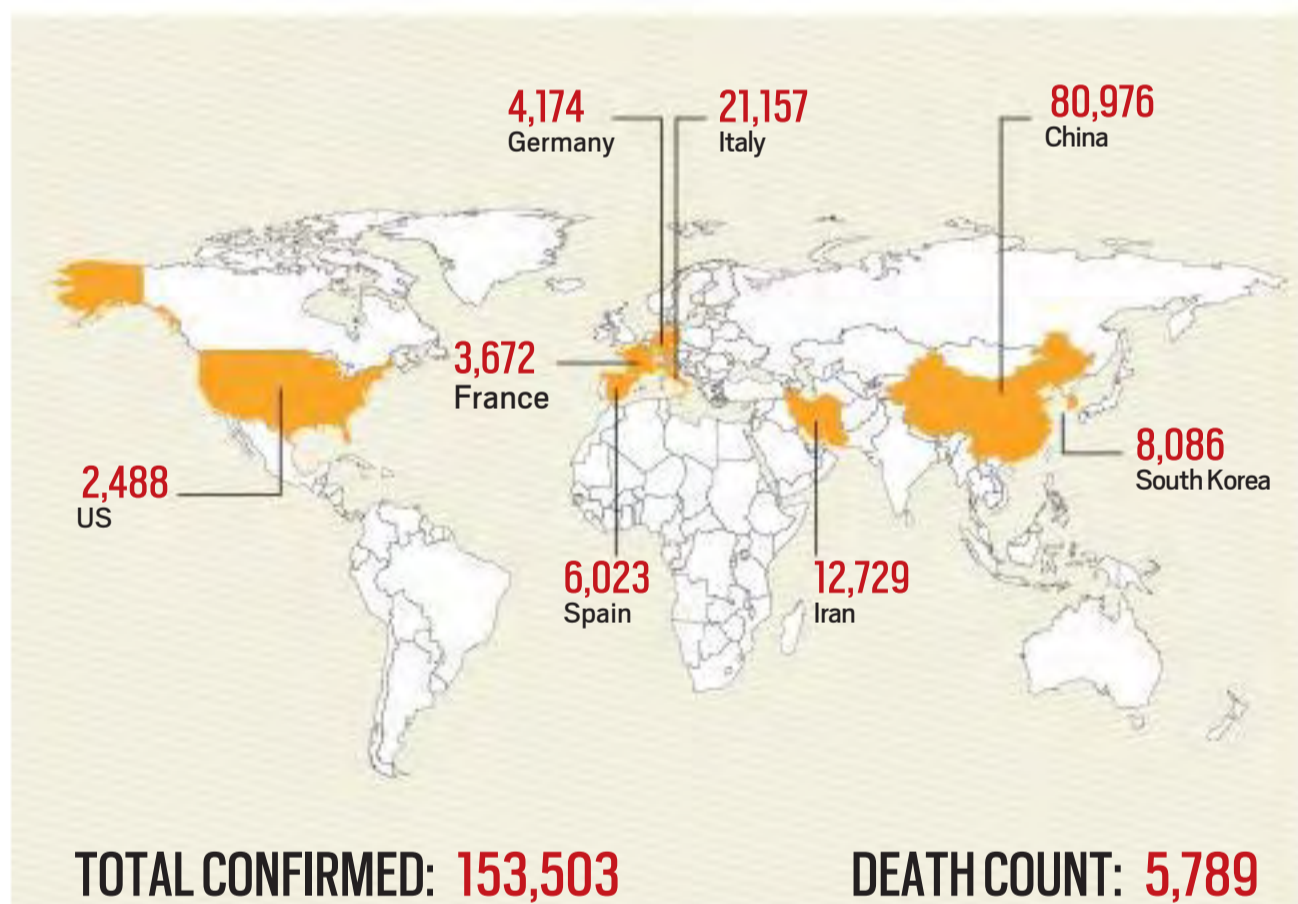 4,174
Germany
21,157
Italy
80,976
China
3,672
France
2,488
US
8,086
South Korea
6,023
Spain
12,729
Iran
TOTAL CONFIRMED: 153,503
DEATH COUNT: 5,789